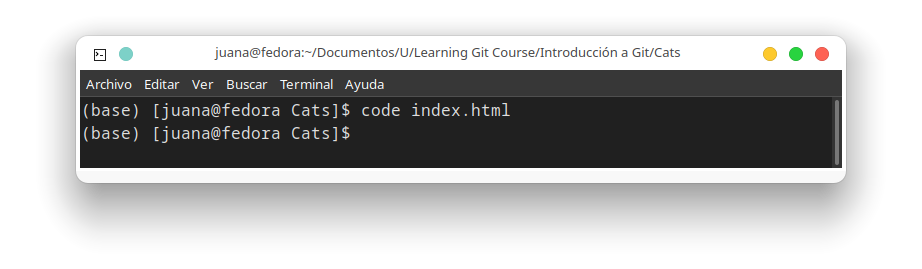 juana@fedora:~/Documentos/U/Learning Git Course/Introducción a Git/Cats
Archivo Editar Ver Buscar Terminal Ayuda
(base) [juana@fedora Cats]$ code index.html
(base) [juana@fedora Cats]$